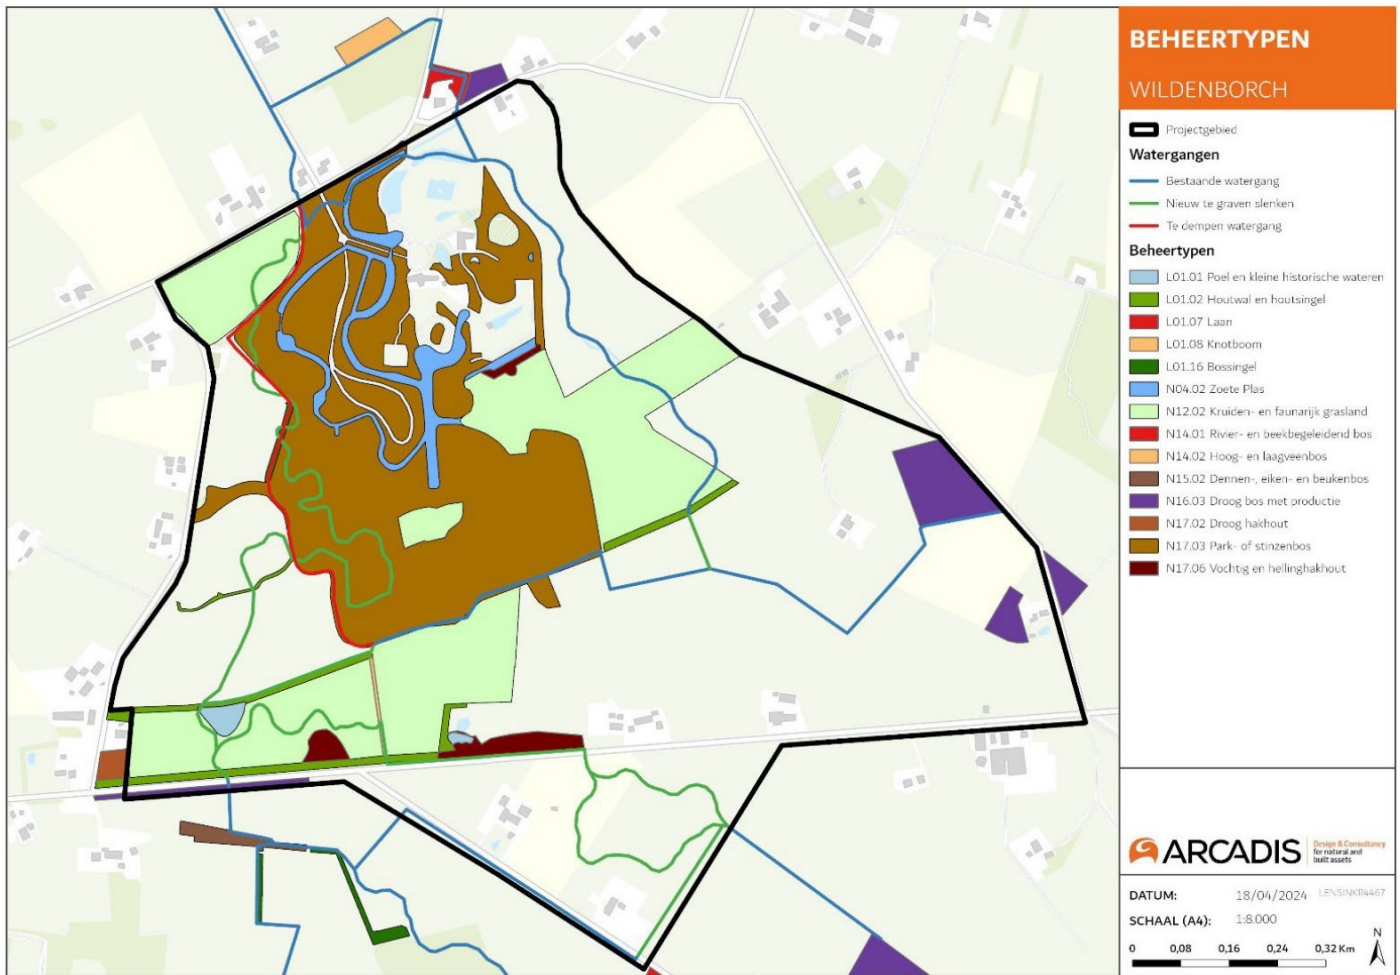 BEHEERTYPEN
WILDENBORCH
Projectgebied
Watergangen
Bestaande watergang
Nieuw te graven slenken
Te dempen watergang
Beheertypen
L01.01 Poel en kleine historische wateren
L01.02 Houtwal en houtsingel
L01.07 Laan
L01.08 Knotboom
L01.16 Bossingel
N04.02 Zoete Plas
N12.02 Kruiden- en faunarijk grasland
N14.01 Rivier- en beekbegeleidend bos
N14.02 Hoog- en laagveenbos
N15.02 Dennen-, eiken- en beukenbos
N16.03 Droog bos met productie
N17.02 Droog hakhout
N17.03 Park- of stinzenbos
N17.06 Vochtig en hellinghakhout
ARCADIS
Design & Consultancy
for natural and
built assets
DATUM: 18/04/2024 LENSINKR4467
SCHAAL (A4): 1:8.000
N
0 0,08 0,16 0,24 0,32 Km